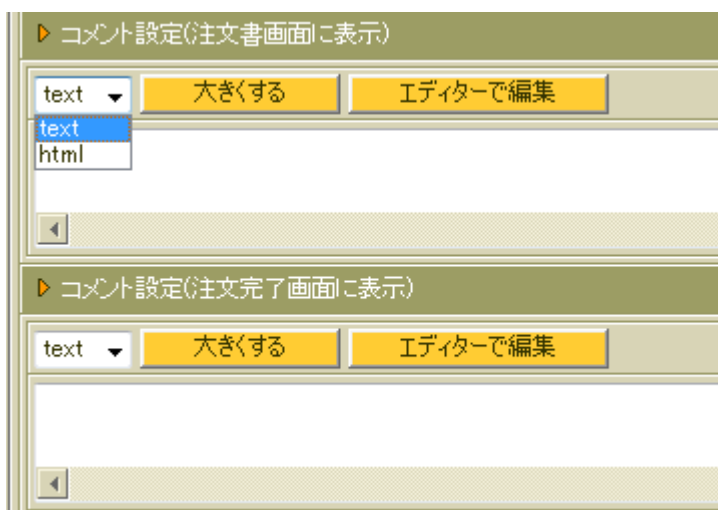 コメント設定(注文書画面に表示)
text 大きくする エディターで編集
text
html
コメント設定(注文完了画面に表示)
text 大きくする エディターで編集